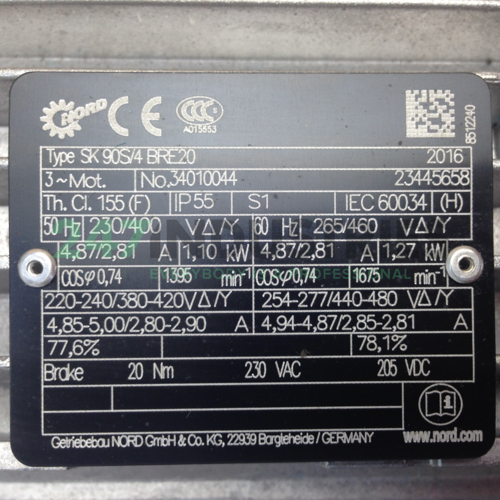 NORD CE CCC S
A015853
8512240
Type SK 90S/4 BRE20 2016
3~Mot. No. 34010044 23445658
Th. Cl. 155 (F) IP55 S1 IEC 60034 (H)
50 Hz 230/400 V Δ/Y 60 Hz 265/460 V Δ/Y
4,87/2,81 A 1,10 kW 4,87/2,81 A 1,27 kW
COSφ 0,74 1395 min⁻¹ COSφ 0,74 1675 min⁻¹
220-240/380-420V Δ/Y 254-277/440-480 V Δ/Y
4,85-5,00/2,80-2,90 A 4,94-4,87/2,85-2,81 A
77,6% 78,1%
Brake 20 Nm 230 VAC 205 VDC
Getriebebau NORD GmbH & Co. KG, 22939 Bargteheide / GERMANY www.nord.com